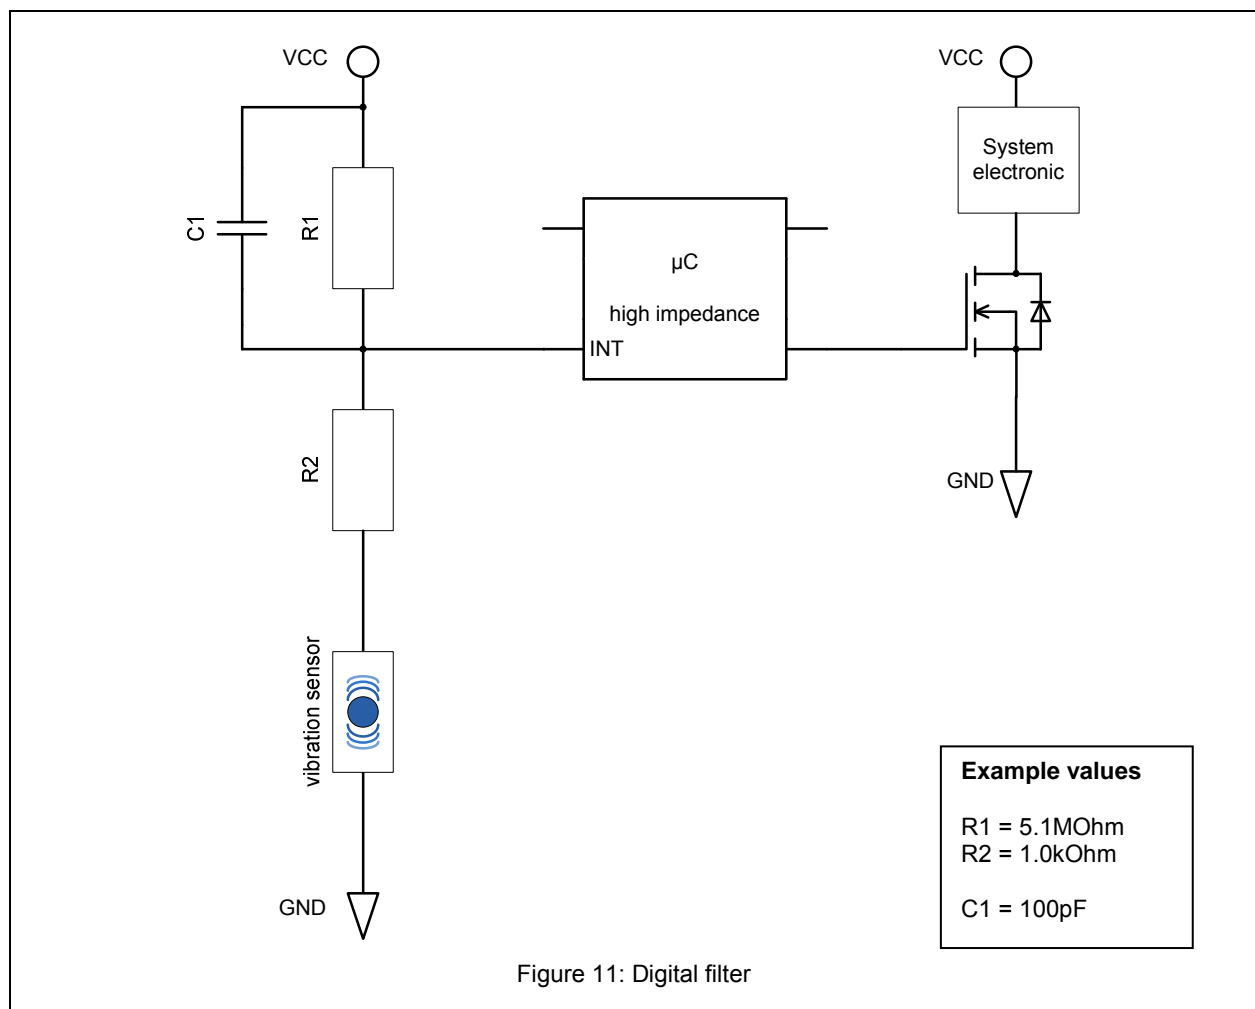 VCC
VCC
System
electronic
C1
R1
µC
high impedance
INT
R2
GND
vibration sensor
GND
Example values
R1 = 5.1MOhm
R2 = 1.0kOhm
C1 = 100pF
Figure 11: Digital filter